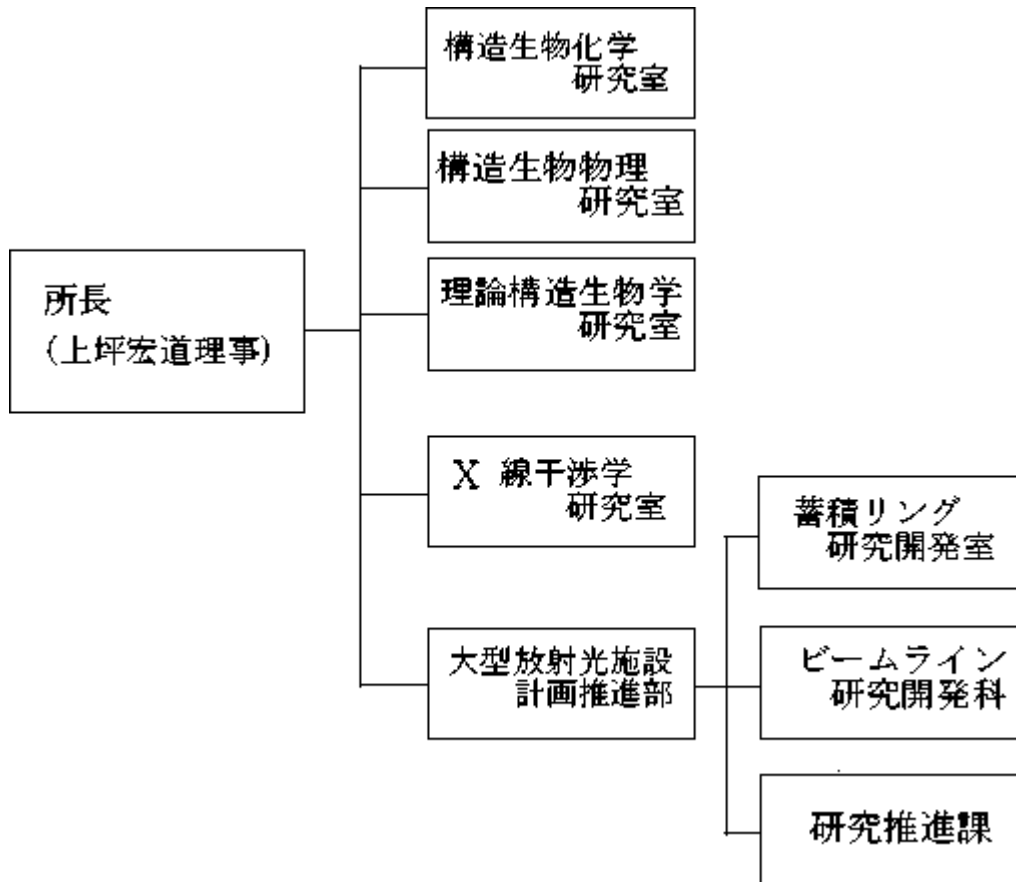 構造生物化学
研究室
構造生物物理
研究室
所長
(上坪宏道理事)
理論構造生物学
研究室
X 線干渉学
研究室
蓄積リング
研究開発室
大型放射光施設
計画推進部
ビームライン
研究開発科
研究推進課